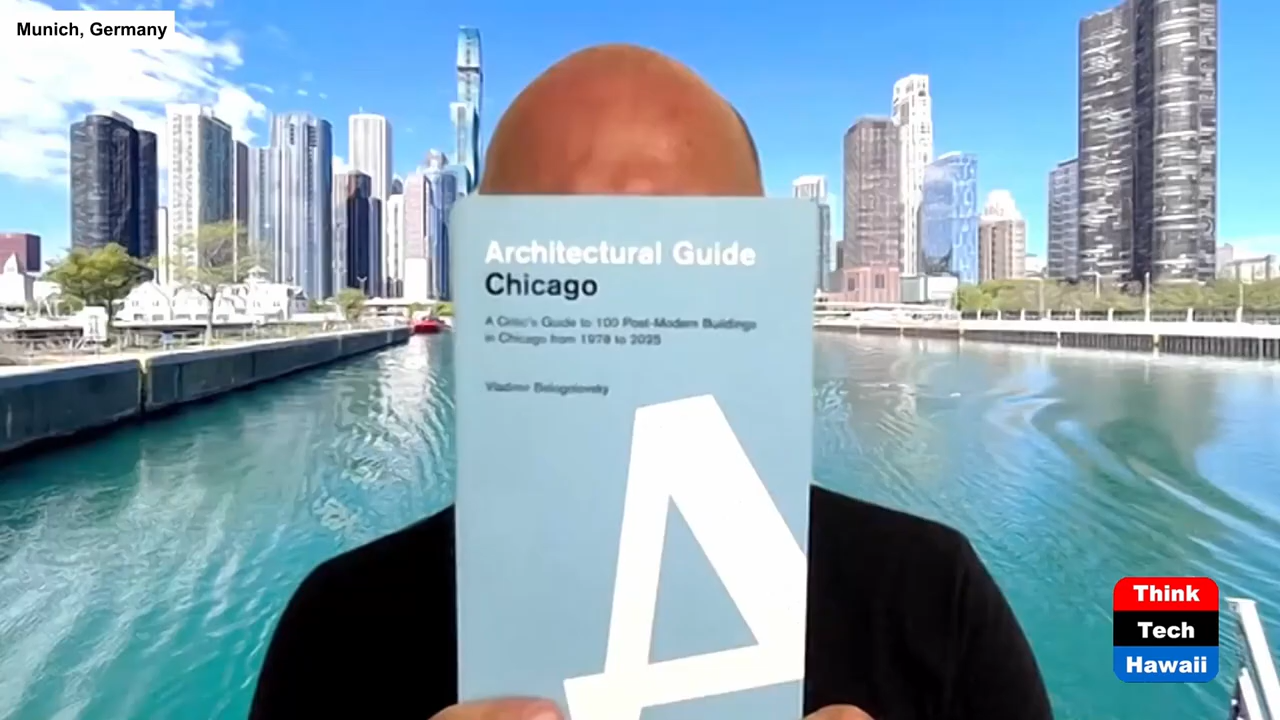 Munich, Germany
Architectural Guide
Chicago
A Critic's Guide to 100 Post-Modern Buildings
in Chicago from 1978 to 2025
Vladimir Belogolovsky
Think
Tech
Hawaii